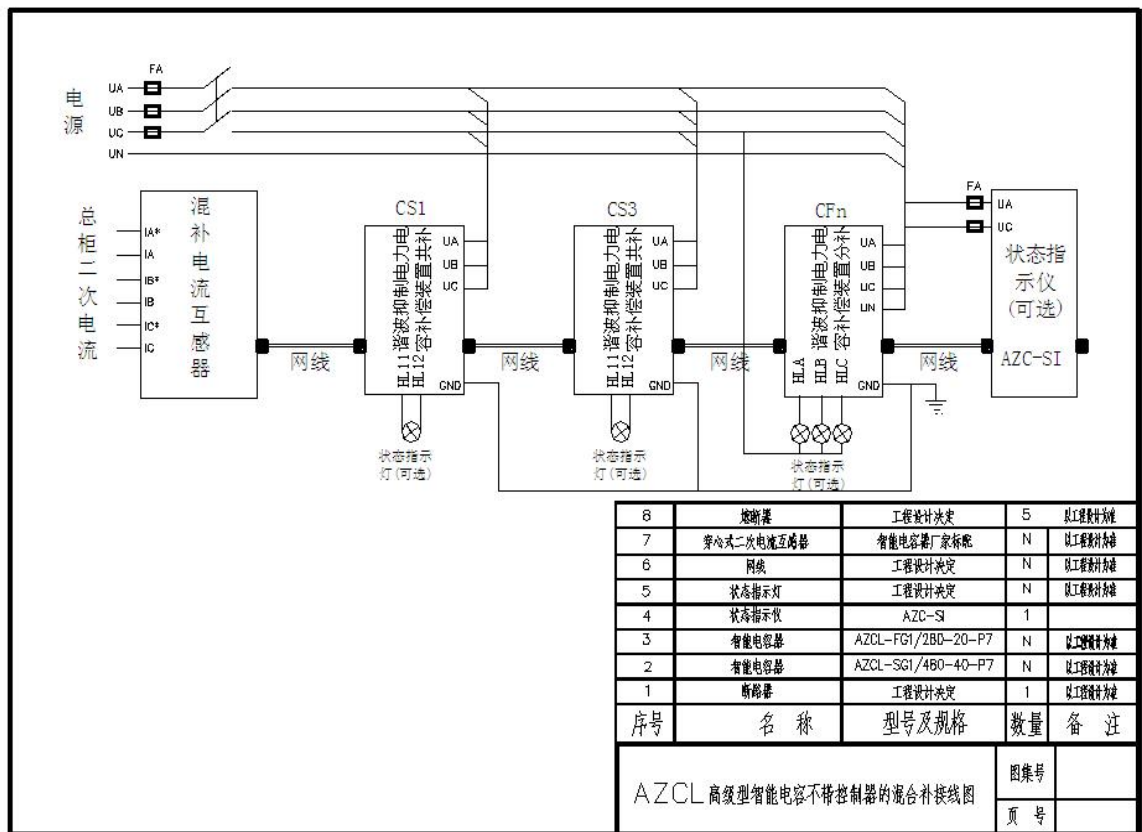 FA
UA
UB
UC
UN
电源
总柜二次电流
IA*
IA
IB*
IB
IC*
IC
混补电流互感器
网线
CS1
谐波抑制电力电
容补偿装置共补
UA
UB
UC
HL11
HL12
GND
状态指示
灯(可选)
网线
CS3
谐波抑制电力电
容补偿装置共补
UA
UB
UC
HL11
HL12
GND
状态指示
灯(可选)
网线
CFn
谐波抑制电力电
容补偿装置分补
UA
UB
UC
UN
HLA
HLB
HLC
GND
状态指示
灯(可选)
网线
FA
UA
UC
状态指
示仪
(可选)
AZC-SI
8 熔断器 工程设计决定 5 以工程设计为准
7 穿心式二次电流互感器 智能电容器厂家标配 N 以工程设计为准
6 网线 工程设计决定 N 以工程设计为准
5 状态指示灯 工程设计决定 N 以工程设计为准
4 状态指示仪 AZC-SI 1
3 智能电容器 AZCL-FG1/280-20-P7 N 以工程设计为准
2 智能电容器 AZCL-SG1/480-40-P7 N 以工程设计为准
1 断路器 工程设计决定 1 以工程设计为准
序号 名 称 型号及规格 数量 备 注
AZCL高级型智能电容不带控制器的混合补接线图
图集号
页 号